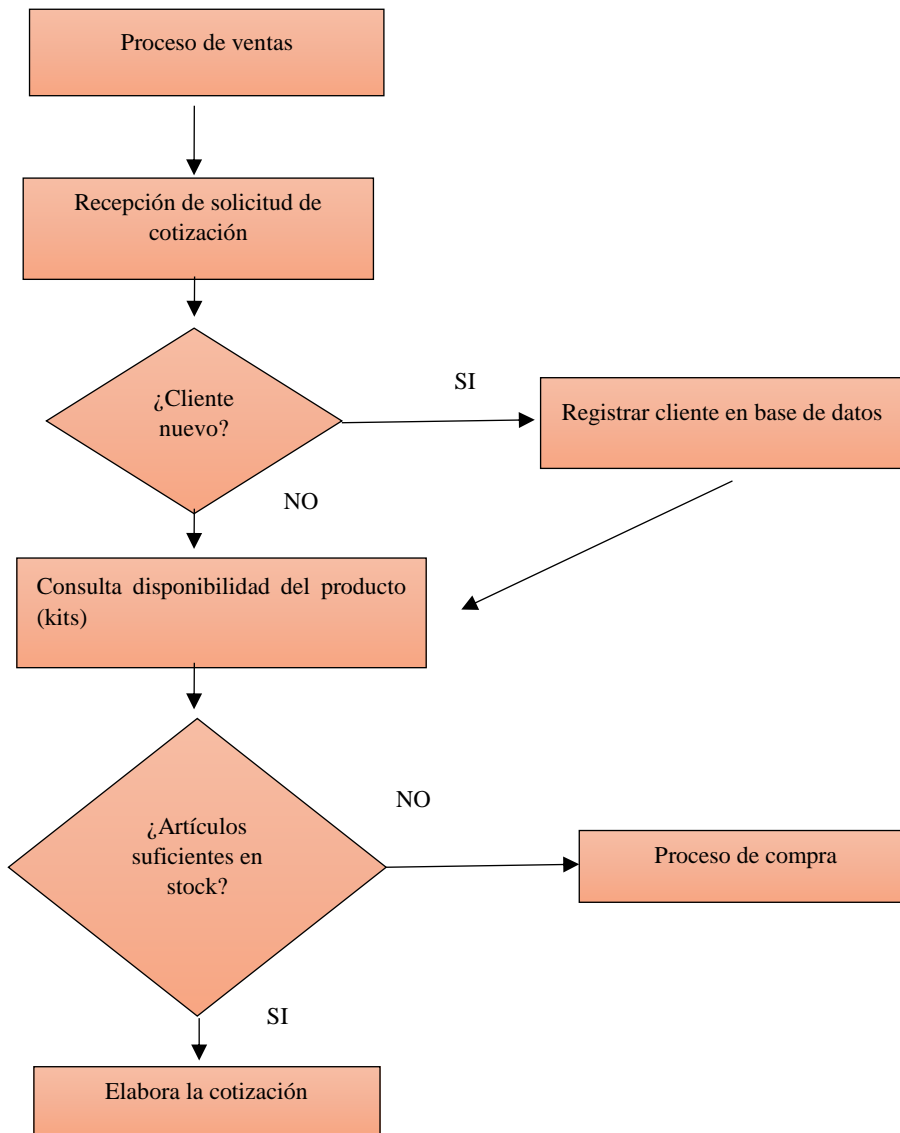 Proceso de ventas
Recepción de solicitud de
cotización
¿Cliente
nuevo?
SI
Registrar cliente en base de datos
NO
Consulta disponibilidad del producto
(kits)
¿Artículos
suficientes en
stock?
NO
Proceso de compra
SI
Elabora la cotización